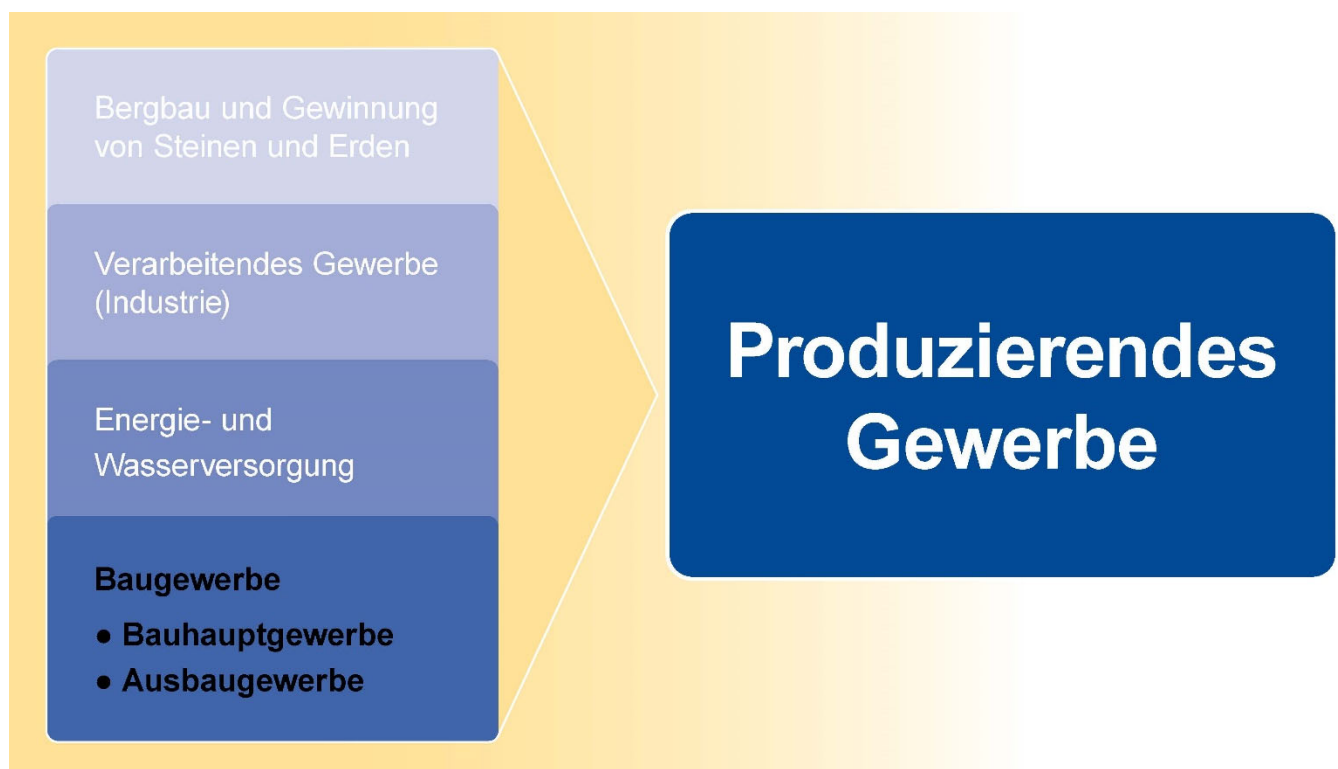 Bergbau und Gewinnung
von Steinen und Erden
Verarbeitendes Gewerbe
(Industrie)
Energie- und
Wasserversorgung
Baugewerbe
● Bauhauptgewerbe
● Ausbaugewerbe
Produzierendes
Gewerbe